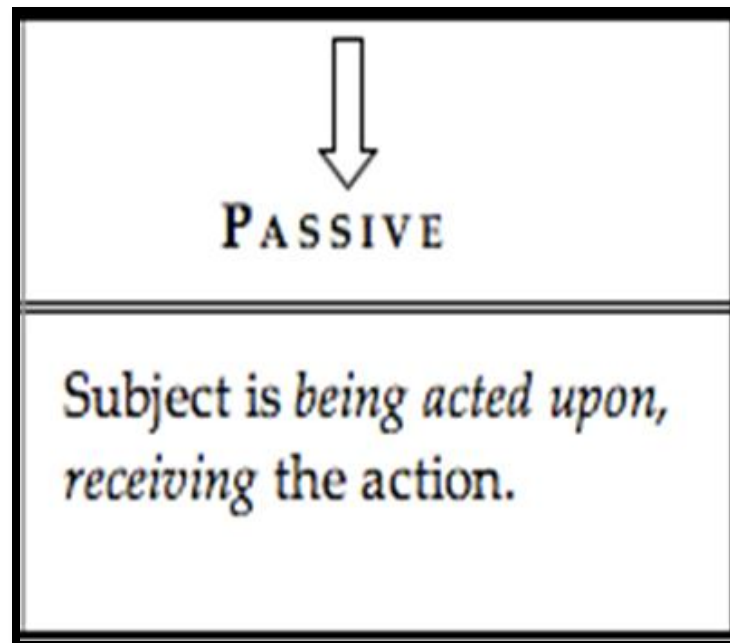 PASSIVE
Subject is being acted upon,
receiving the action.